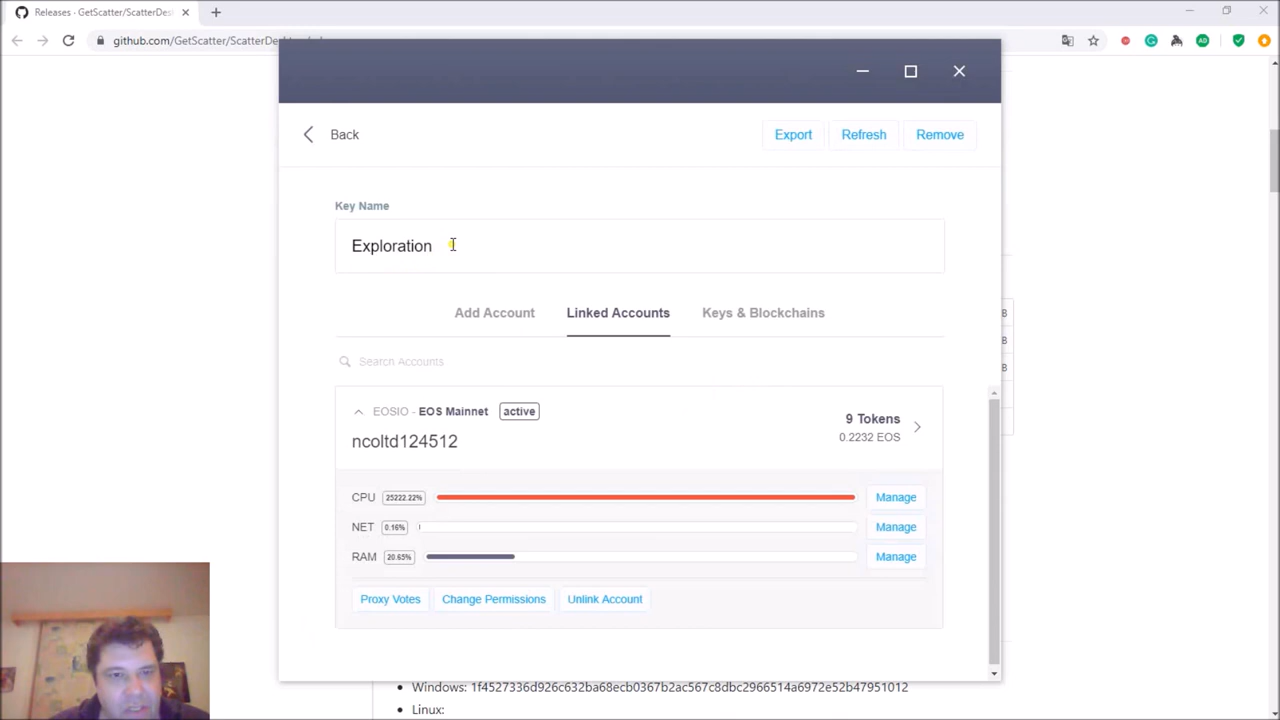 Releases · GetScatter/ScatterDesk
github.com/GetScatter/ScatterDe
Back
Export
Refresh
Remove
Key Name
Exploration
Add Account
Linked Accounts
Keys & Blockchains
Search Accounts
EOSIO - EOS Mainnet active
9 Tokens
ncoltd124512
0.2232 EOS
CPU 25222.22% Manage
NET 0.16% Manage
RAM 20.65% Manage
Proxy Votes
Change Permissions
Unlink Account
B
B
B
• Windows: 1f4527336d926c632ba68ecb0367b2ac567c8dbc2966514a6972e52b47951012
• Linux: